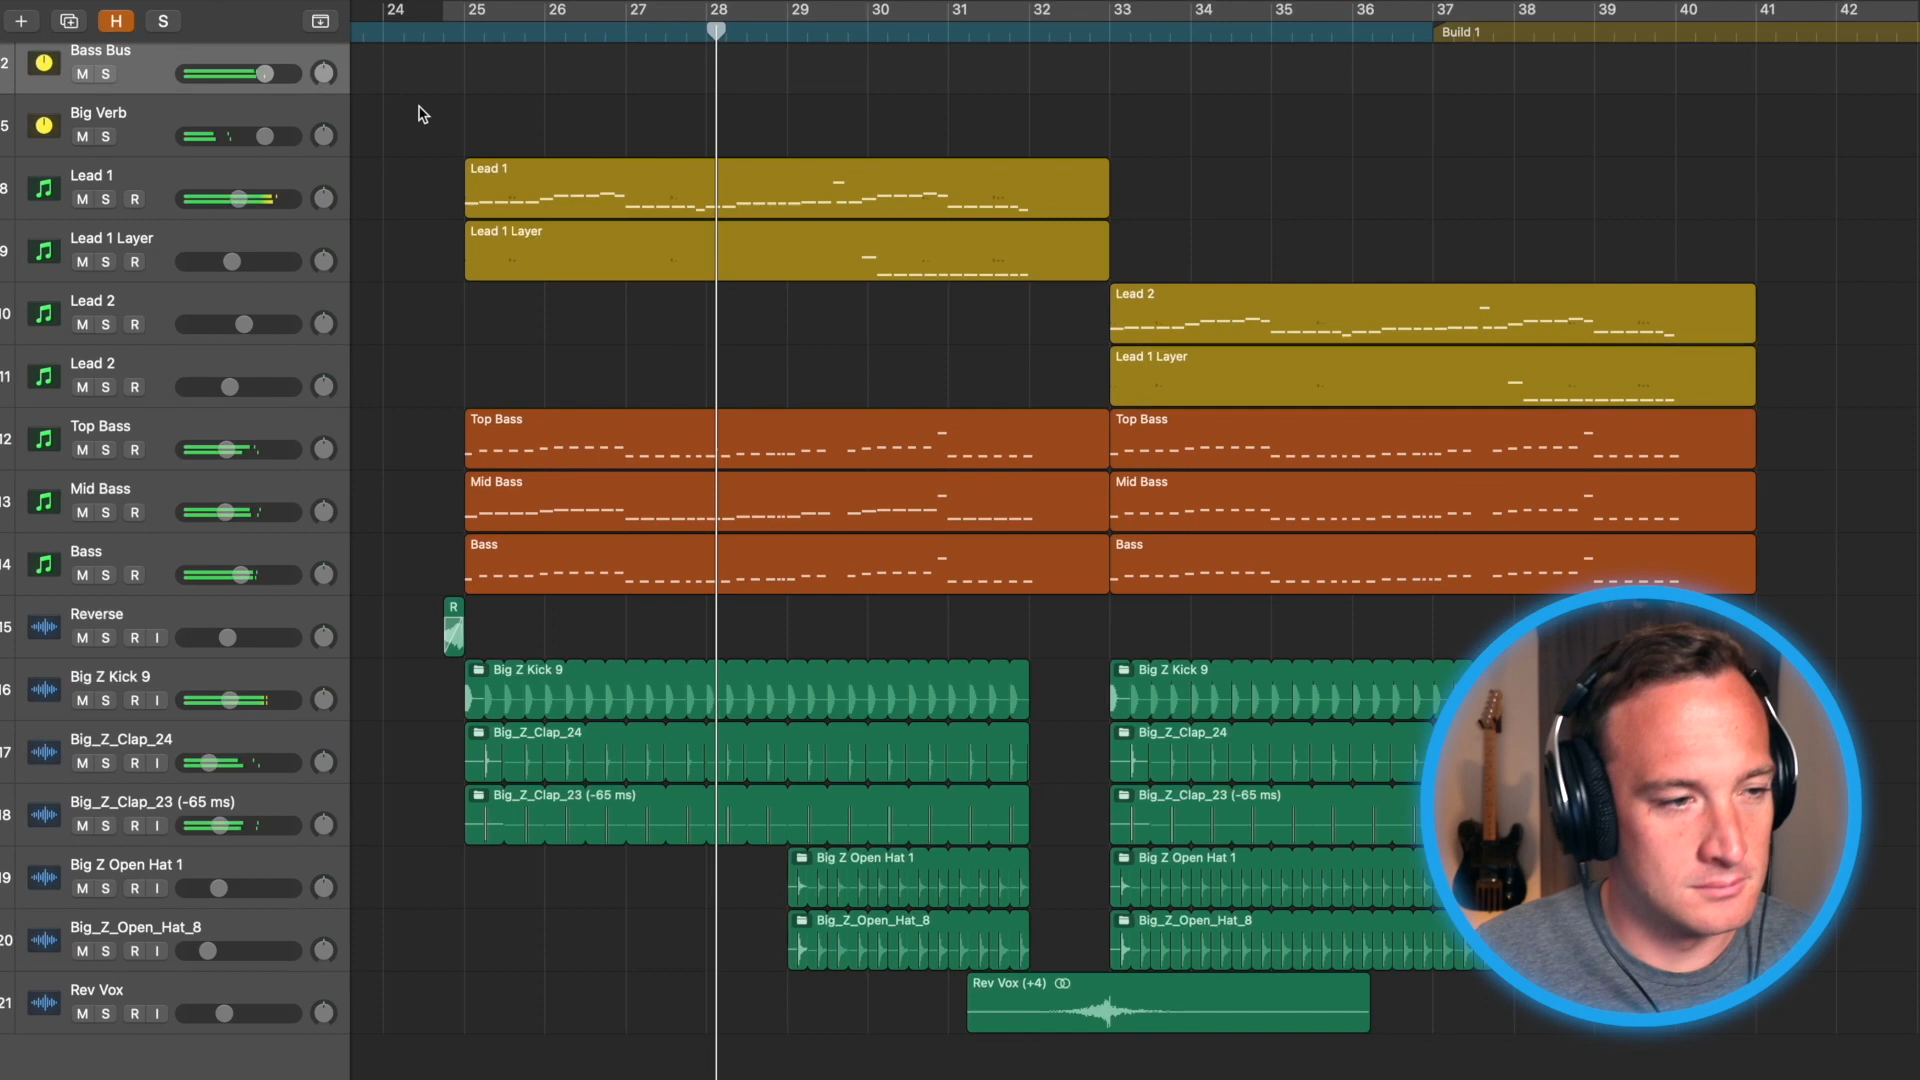 H S
24 25 26 27 28 29 30 31 32 33 34 35 36 37 38 39 40 41 42
Build 1
2 Bass Bus
M S
5 Big Verb
M S
8 Lead 1
M S R
Lead 1
9 Lead 1 Layer
M S R
Lead 1 Layer
10 Lead 2
M S R
Lead 2
11 Lead 2
M S R
Lead 1 Layer
12 Top Bass
M S R
Top Bass Top Bass
13 Mid Bass
M S R
Mid Bass Mid Bass
14 Bass
M S R
Bass Bass
15 Reverse
M S R I
R
16 Big Z Kick 9
M S R I
Big Z Kick 9 Big Z Kick 9
17 Big_Z_Clap_24
M S R I
Big_Z_Clap_24 Big_Z_Clap_24
18 Big_Z_Clap_23 (-65 ms)
M S R I
Big_Z_Clap_23 (-65 ms) Big_Z_Clap_23 (-65 ms)
19 Big Z Open Hat 1
M S R I
Big Z Open Hat 1 Big Z Open Hat 1
20 Big_Z_Open_Hat_8
M S R I
Big_Z_Open_Hat_8 Big_Z_Open_Hat_8
21 Rev Vox
M S R I
Rev Vox (+4)